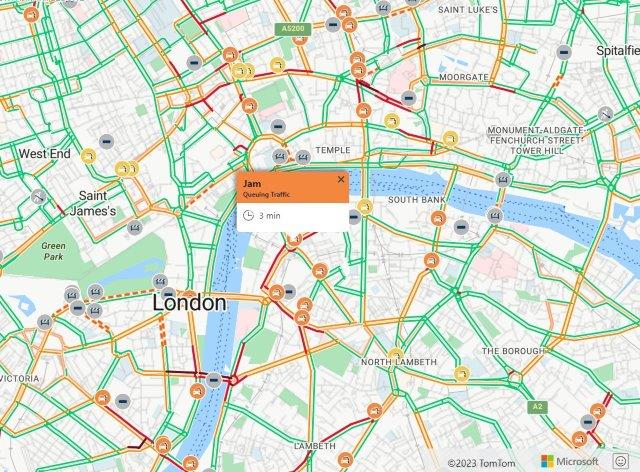 SAINT LUKE'S
A5200
Spitalfie
MOORGATE
TEMPLE
MONUMENT-ALDGATE-
FENCHURCH STREET-
TOWER HILL
West End
Jam
Queuing Traffic
3 min
Saint
James's
SOUTH BANK
Green
Park
London
NORTH LAMBETH
THE BOROUGH
VICTORIA
A2
LAMBETH
©2023 TomTom
Microsoft